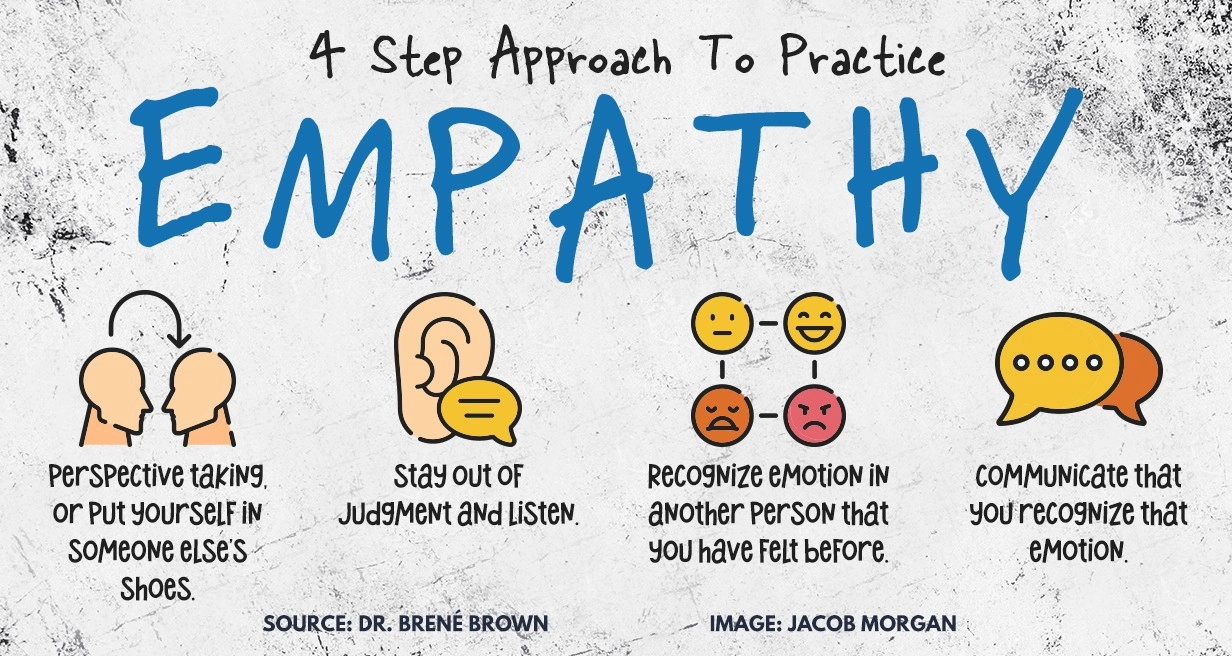 4 Step Approach To Practice
EMPATHY
Perspective taking, or put yourself in someone else's shoes.
Stay out of judgment and listen.
Recognize emotion in another person that you have felt before.
Communicate that you recognize that emotion.
SOURCE: DR. BRENÉ BROWN
IMAGE: JACOB MORGAN